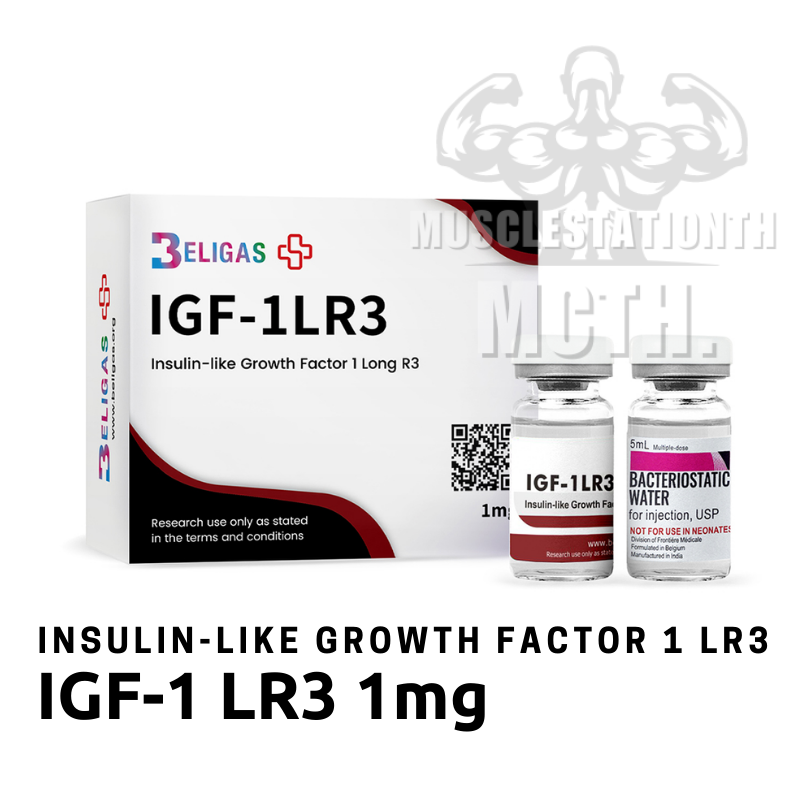 MUSCLESTATIONTH
MCTH.
BELIGAS
IGF-1LR3
Insulin-like Growth Factor 1 Long R3
1mg
Research use only as stated
in the terms and conditions
BELIGAS
www.beligas.org
IGF-1LR3
Insulin-like Growth Fac
www.b
Research use only as stat
5mL Multiple-dose
BACTERIOSTATIC
WATER
for injection, USP
NOT FOR USE IN NEONATES
Division of Frontière Médicale
Formulated in Belgium
Manufactured in India
INSULIN-LIKE GROWTH FACTOR 1 LR3
IGF-1 LR3 1mg